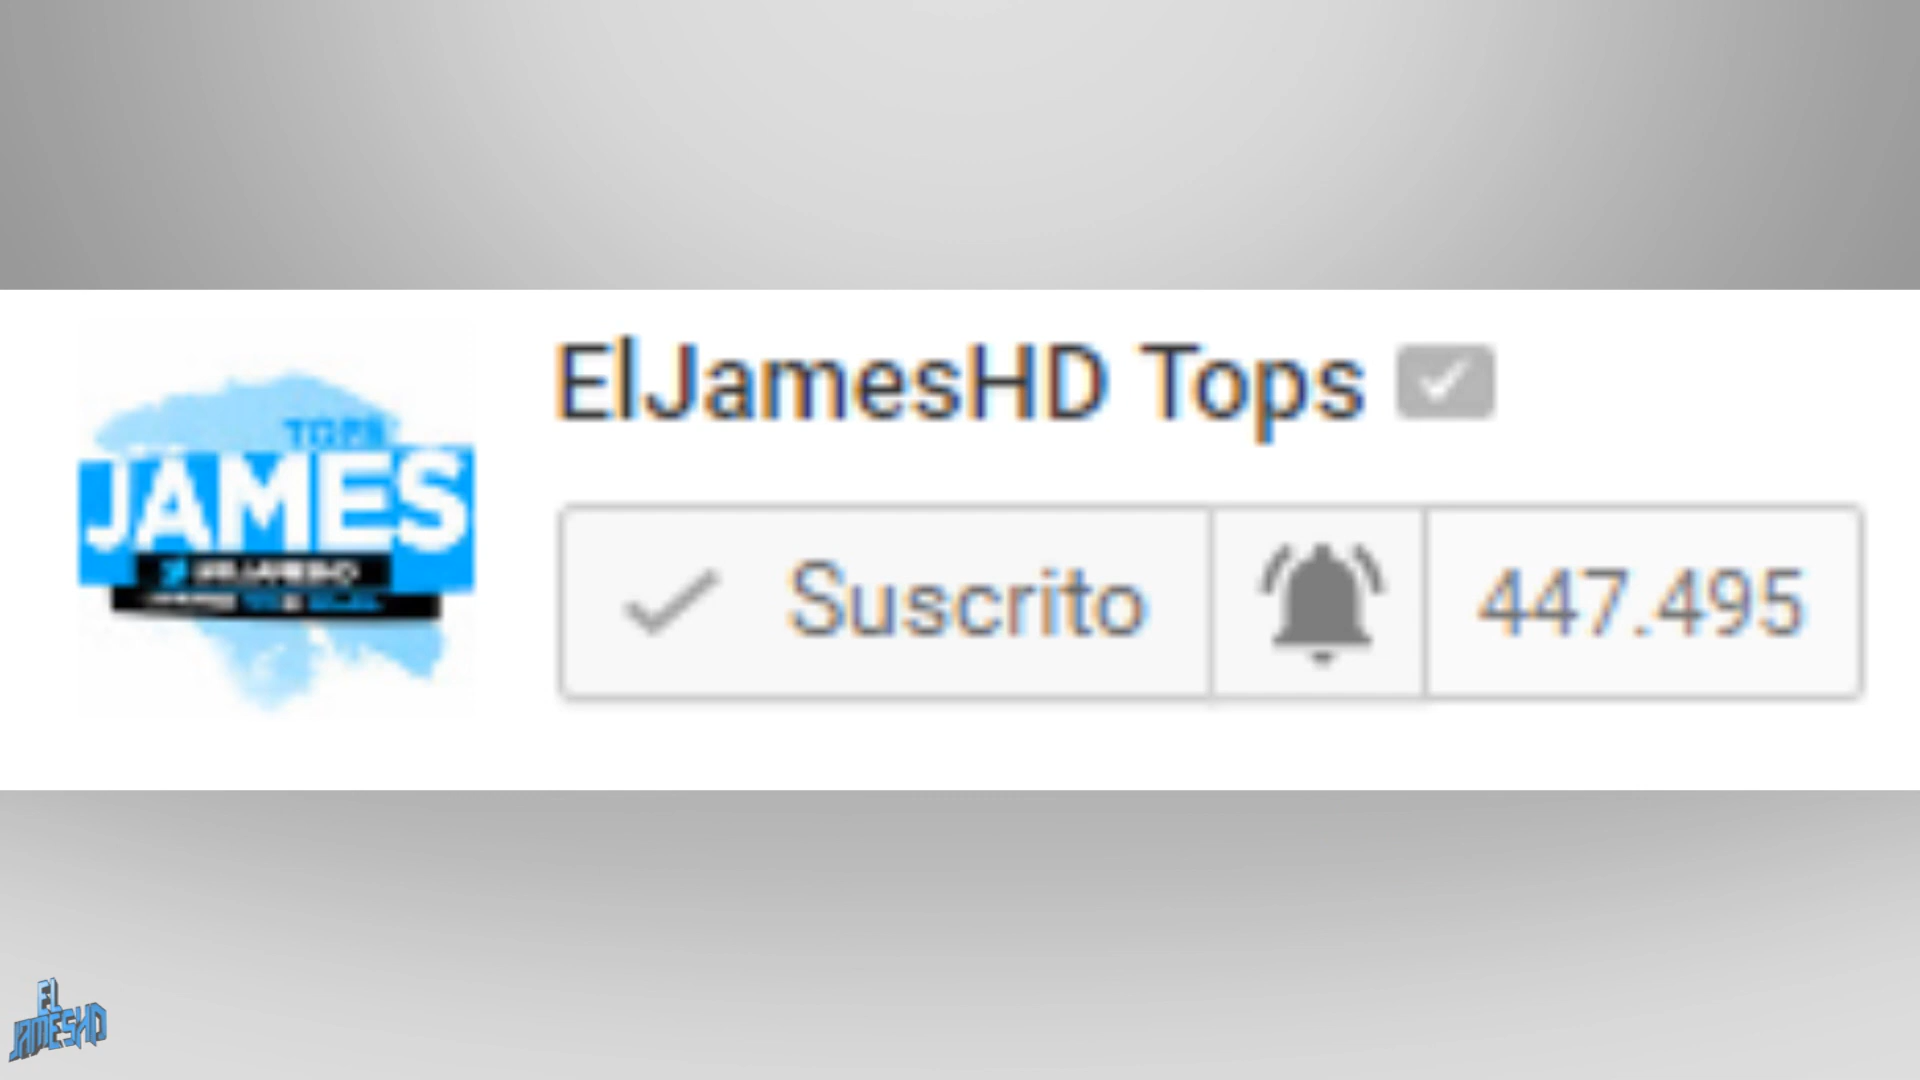 ElJamesHD Tops
TOPS
JAMES
Suscrito
447.495
EL
JAMESHD